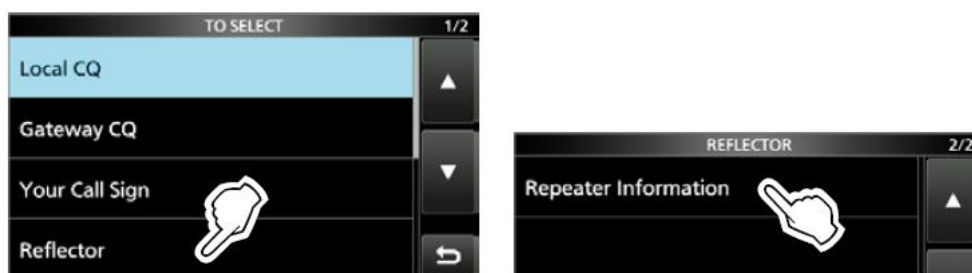 TO SELECT 1/2
Local CQ
Gateway CQ
Your Call Sign
Reflector
REFLECTOR 2/2
Repeater Information